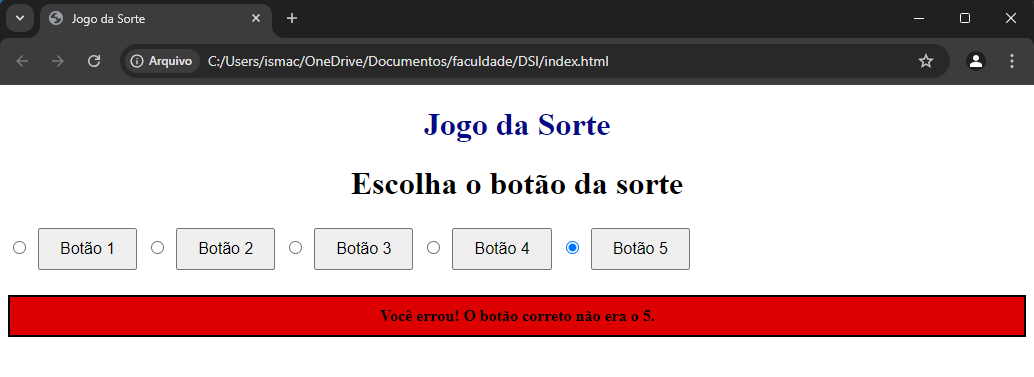 Jogo da Sorte
Arquivo C:/Users/ismac/OneDrive/Documentos/faculdade/DSI/index.html
Jogo da Sorte
Escolha o botão da sorte
Botão 1 Botão 2 Botão 3 Botão 4 Botão 5
Você errou! O botão correto não era o 5.